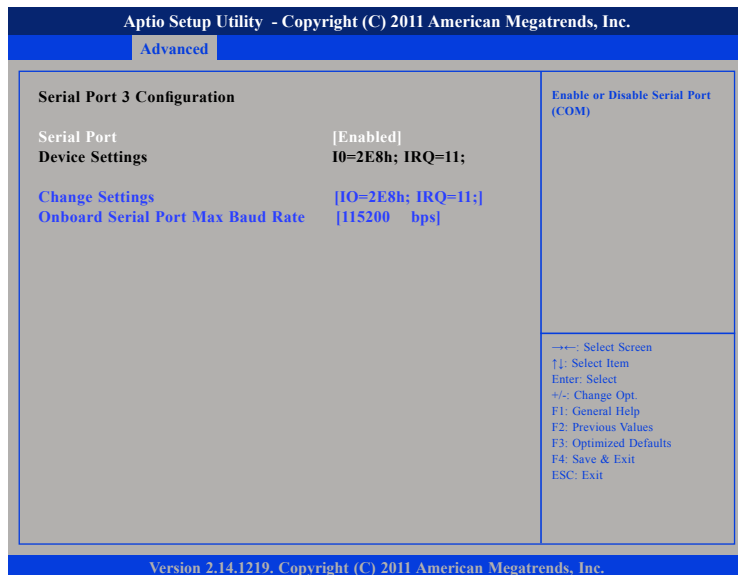 Aptio Setup Utility - Copyright (C) 2011 American Megatrends, Inc.
Advanced
Serial Port 3 Configuration
Serial Port [Enabled]
Device Settings I0=2E8h; IRQ=11;
Change Settings [IO=2E8h; IRQ=11;]
Onboard Serial Port Max Baud Rate [115200 bps]
Enable or Disable Serial Port
(COM)
→←: Select Screen
↑↓: Select Item
Enter: Select
+/-: Change Opt.
F1: General Help
F2: Previous Values
F3: Optimized Defaults
F4: Save & Exit
ESC: Exit
Version 2.14.1219. Copyright (C) 2011 American Megatrends, Inc.